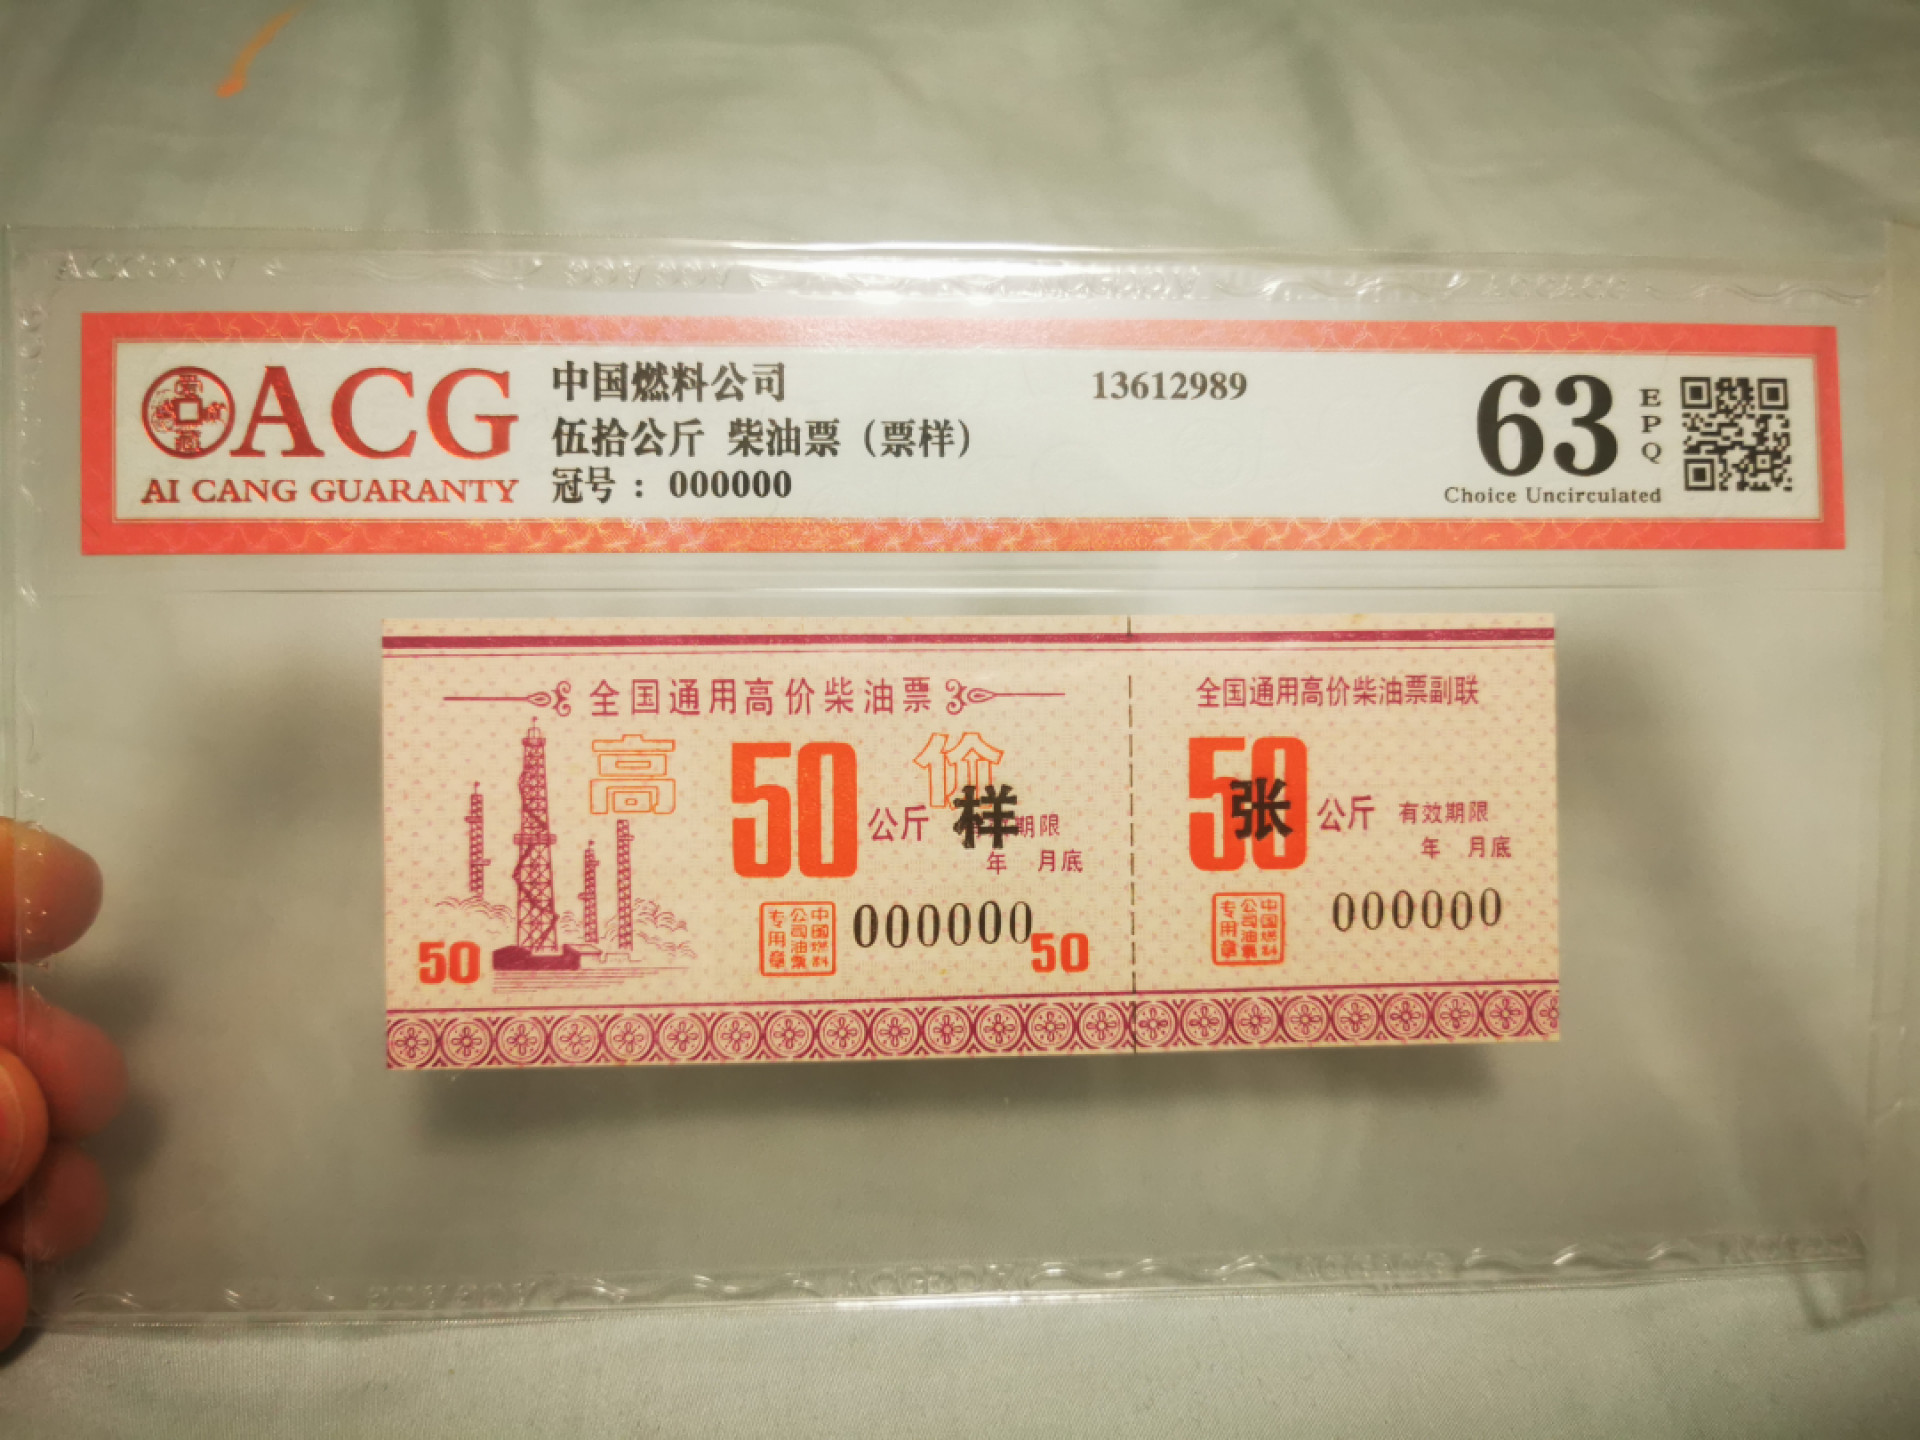 ACG
AI CANG GUARANTY
中国燃料公司
伍拾公斤 柴油票（票样）
冠号：000000
13612989
63
EPQ
Choice Uncirculated
全国通用高价柴油票
高 50 价
公斤 样
有效期限
年 月底
中国燃料公司油票专用章
000000
50
50
全国通用高价柴油票副联
50 张 公斤
有效期限
年 月底
中国燃料公司油票专用章
000000